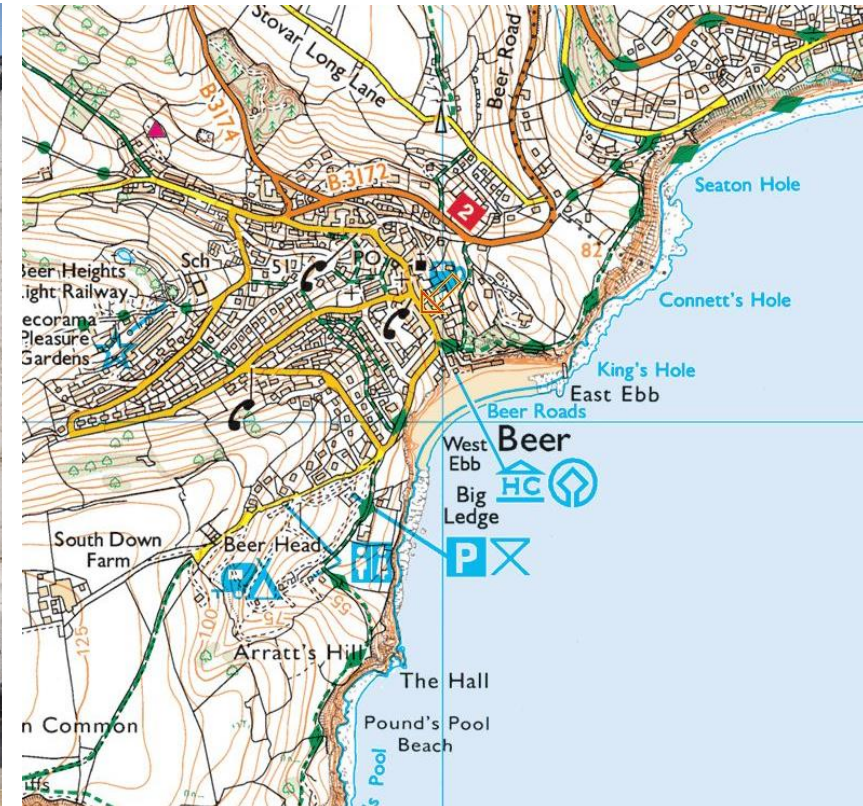 Stovar Long Lane
Beer Road
B3174
B3172
2
Seaton Hole
82
Sch
51
PO
Beer Heights
Light Railway
Pleasure
Gardens
Connett's Hole
King's Hole
East Ebb
Beer Roads
West
Ebb
Beer
HC
Big
Ledge
South Down
Farm
Beer Head
P
100
75
55
125
Arratt's Hill
The Hall
n Common
Pound's Pool
Beach
s Pool
iffs